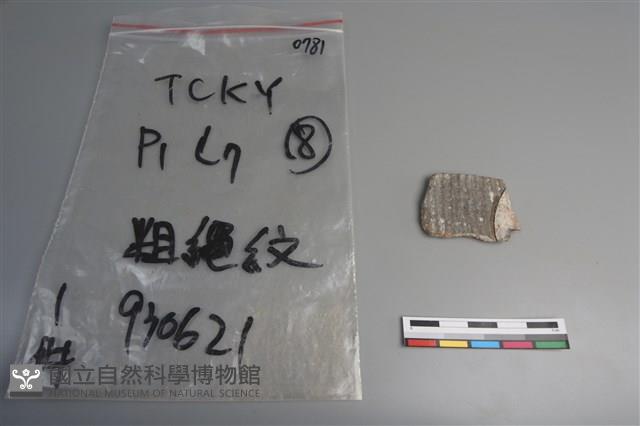 0781
TCKY
P1 L7 ⑧
粗繩紋
1 930621
件
國立自然科學博物館
NATIONAL MUSEUM OF NATURAL SCIENCE